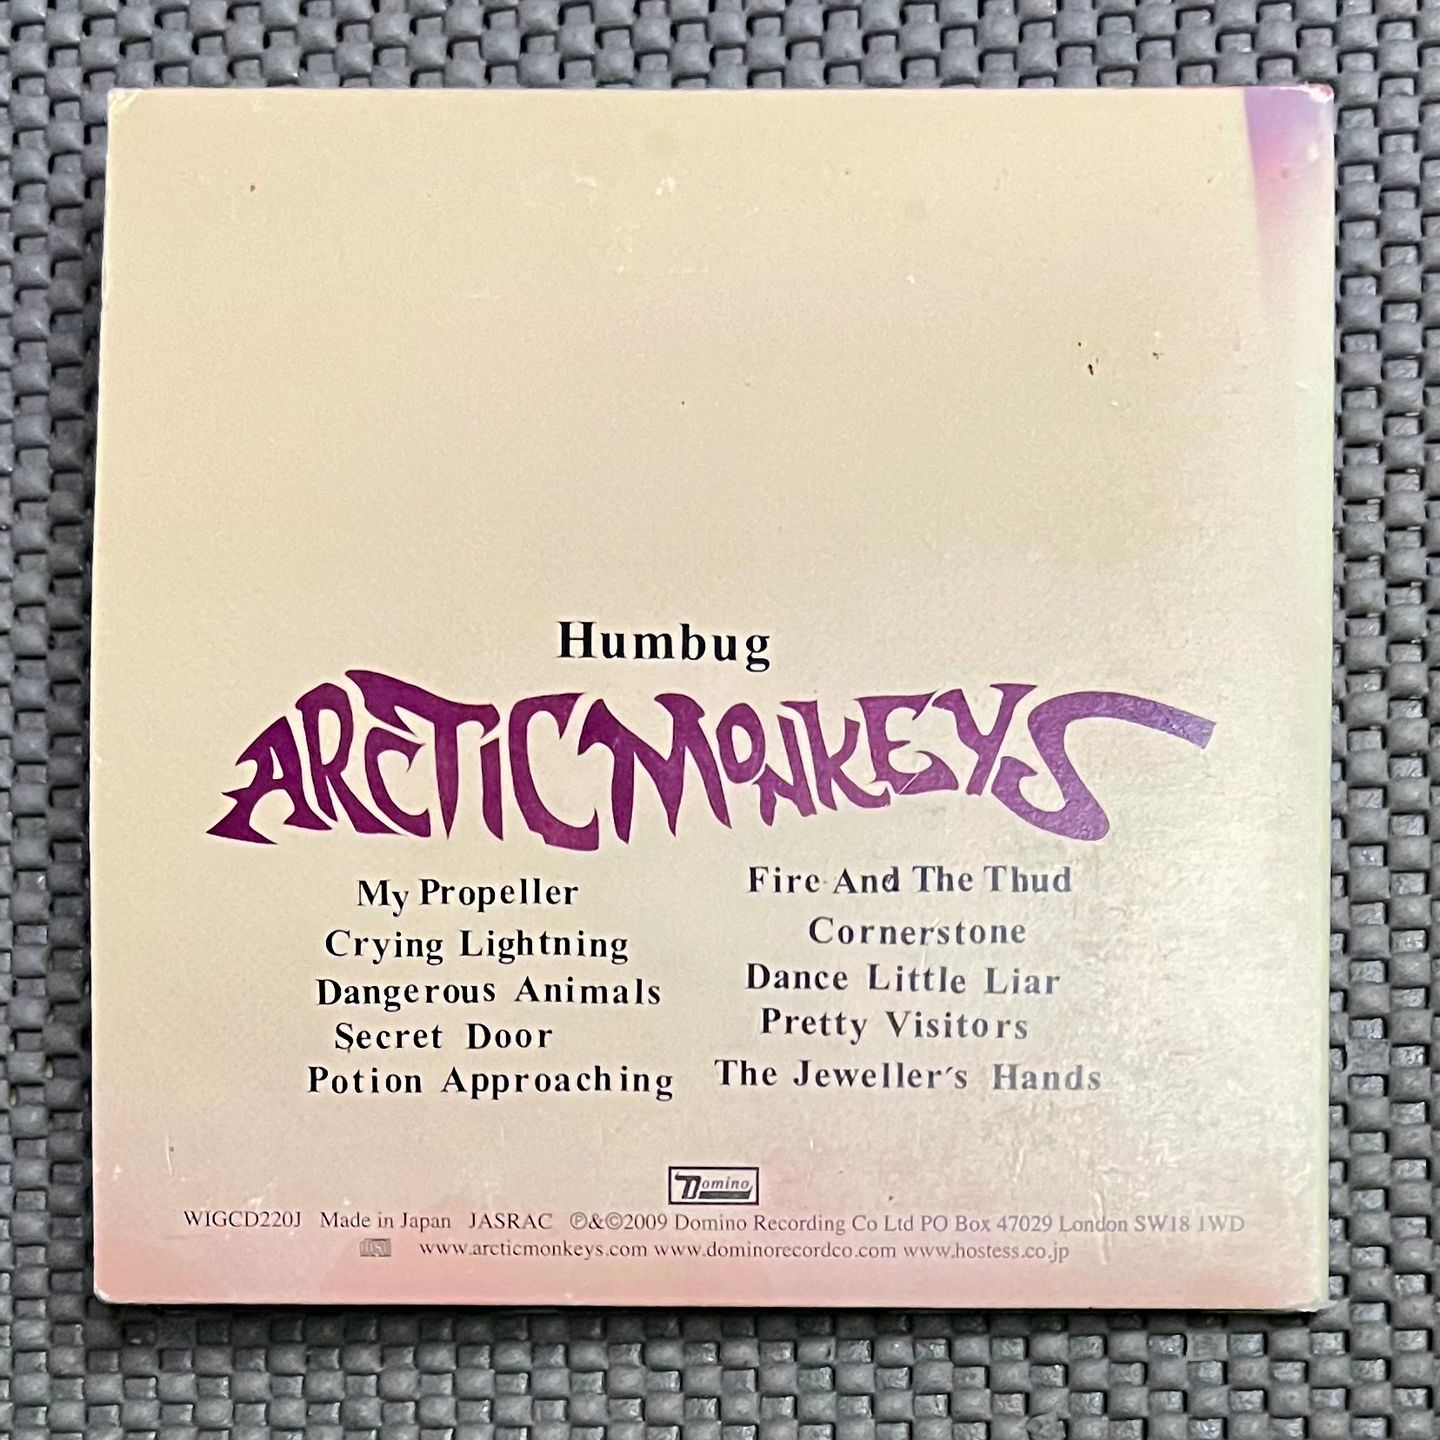 Humbug
ARCTIC MONKEYS
My Propeller
Crying Lightning
Dangerous Animals
Secret Door
Potion Approaching
Fire And The Thud
Cornerstone
Dance Little Liar
Pretty Visitors
The Jeweller's Hands
Domino
WIGCD220J Made in Japan JASRAC ℗&©2009 Domino Recording Co Ltd PO Box 47029 London SW18 1WD
www.arcticmonkeys.com www.dominorecordco.com www.hostess.co.jp